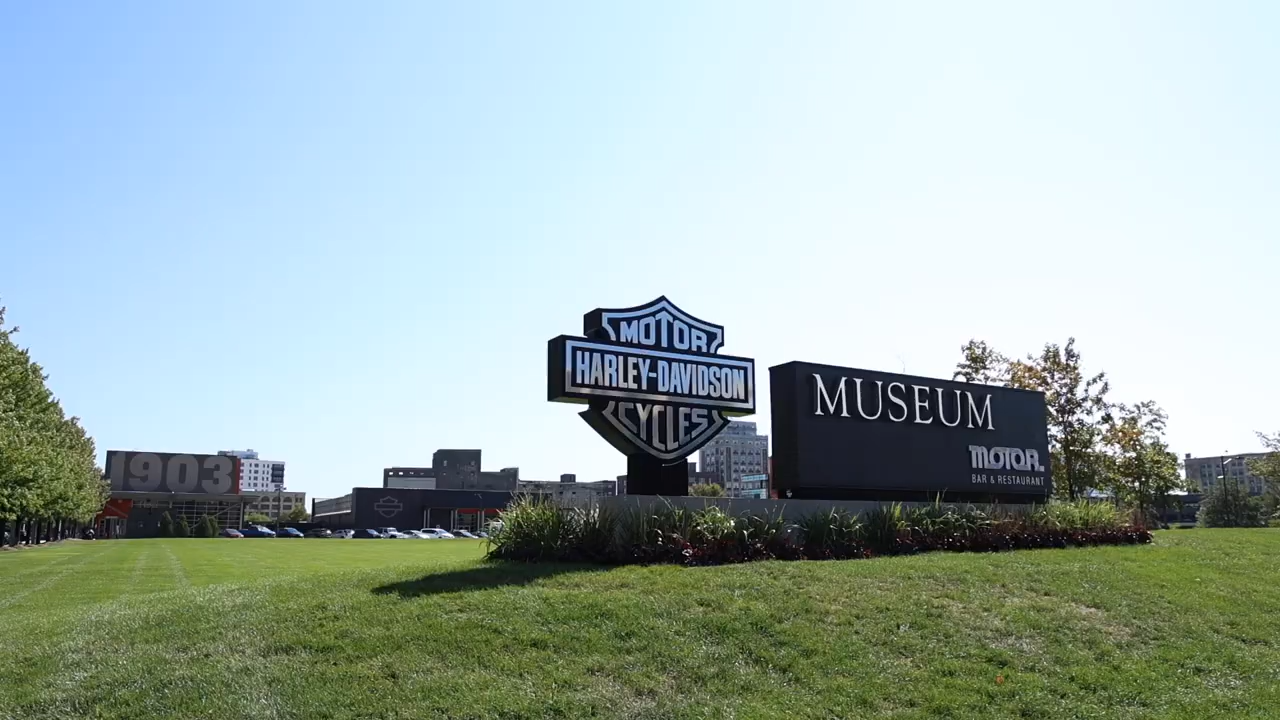 1903
MOTOR
HARLEY-DAVIDSON
CYCLES
MUSEUM
MOTOR.
BAR & RESTAURANT